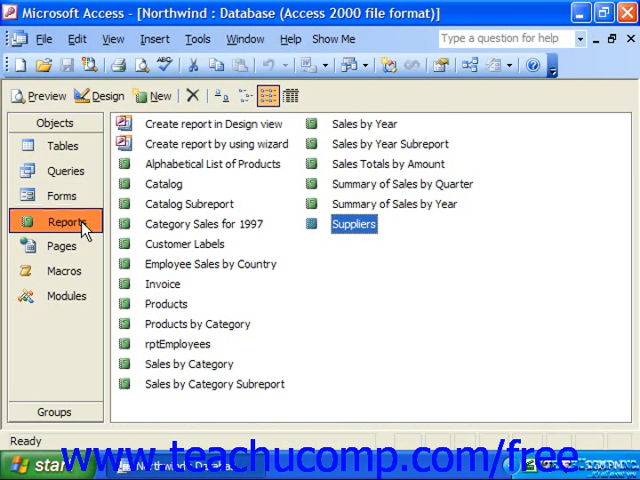 Microsoft Access - [Northwind : Database (Access 2000 file format)]
File Edit View Insert Tools Window Help Show Me Type a question for help
Preview Design New
Objects
Tables
Queries
Forms
Reports
Pages
Macros
Modules
Groups
Create report in Design view
Create report by using wizard
Alphabetical List of Products
Catalog
Catalog Subreport
Category Sales for 1997
Customer Labels
Employee Sales by Country
Invoice
Products
Products by Category
rptEmployees
Sales by Category
Sales by Category Subreport
Sales by Year
Sales by Year Subreport
Sales Totals by Amount
Summary of Sales by Quarter
Summary of Sales by Year
Suppliers
Ready
www.teachucomp.com/free
start Northwind : Databa